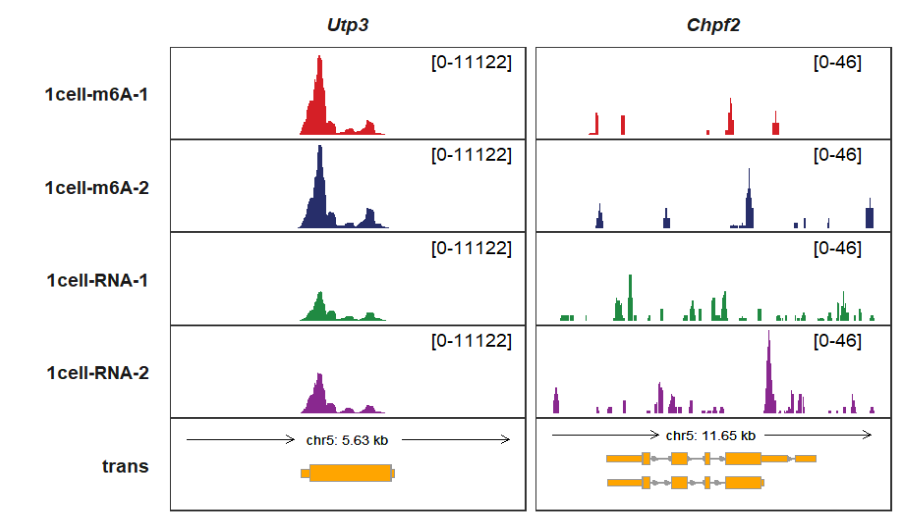 Utp3 Chpf2
1cell-m6A-1 [0-11122] [0-46]
1cell-m6A-2 [0-11122] [0-46]
1cell-RNA-1 [0-11122] [0-46]
1cell-RNA-2 [0-11122] [0-46]
chr5: 5.63 kb chr5: 11.65 kb
trans